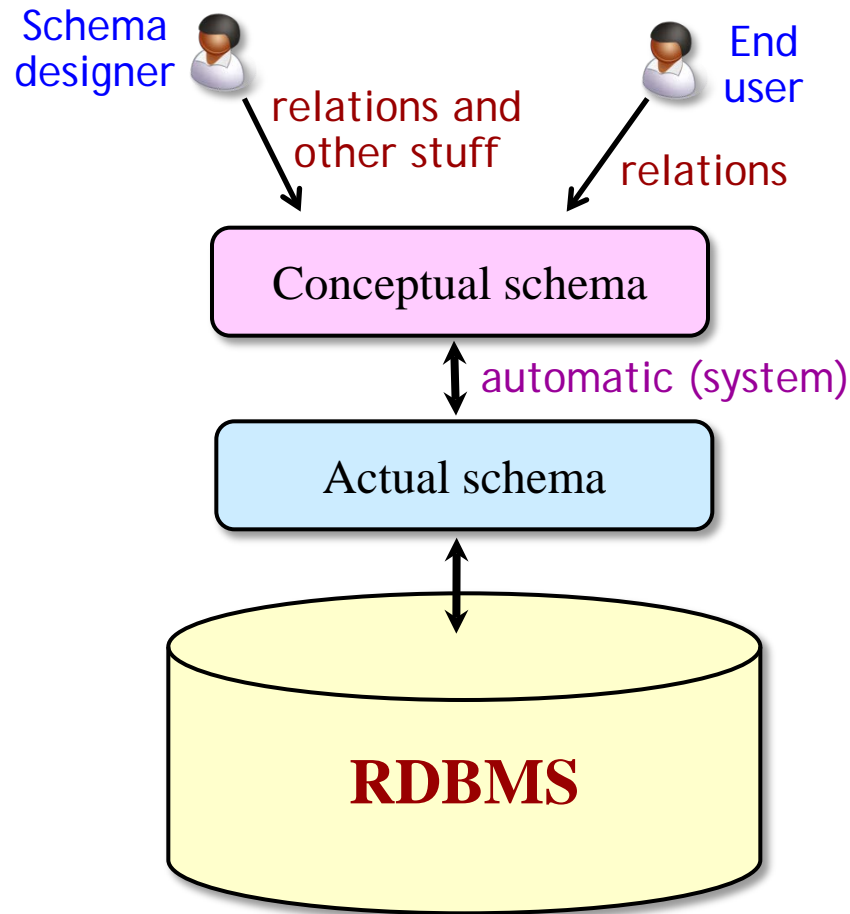 Schema
designer
End
user
relations and
other stuff
relations
Conceptual schema
automatic (system)
Actual schema
RDBMS